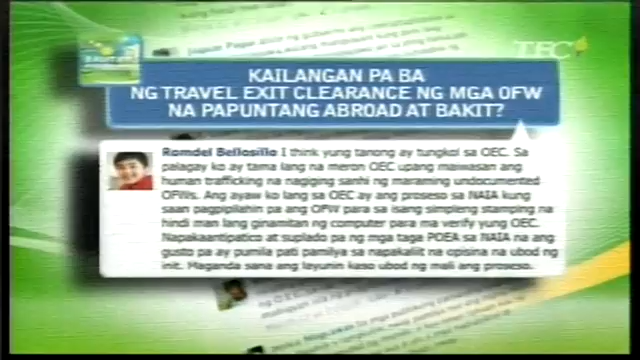 TFC
KAILANGAN PA BA
NG TRAVEL EXIT CLEARANCE NG MGA OFW
NA PAPUNTANG ABROAD AT BAKIT?
Romdel Bellosillo I think yung tanong ay tungkol sa OEC. Sa
palagay ko ay tama lang na meron OEC upang maiwasan ang
human trafficking na nagiging sanhi ng maraming undocumented
OFWs. Ang ayaw ko lang sa OEC ay ang proseso sa NAIA kung
saan pagpipilahin pa ang OFW para sa isang simpleng stamping na
hindi man lang ginamitan ng computer para ma verify yung OEC.
Napakaantipatico at suplado pa ng mga taga POEA sa NAIA na ang
gusto pa ay pumila pati pamilya sa napakaliit na opisina na ubod ng
init. Maganda sana ang layunin kaso ubod ng mali ang proseso.